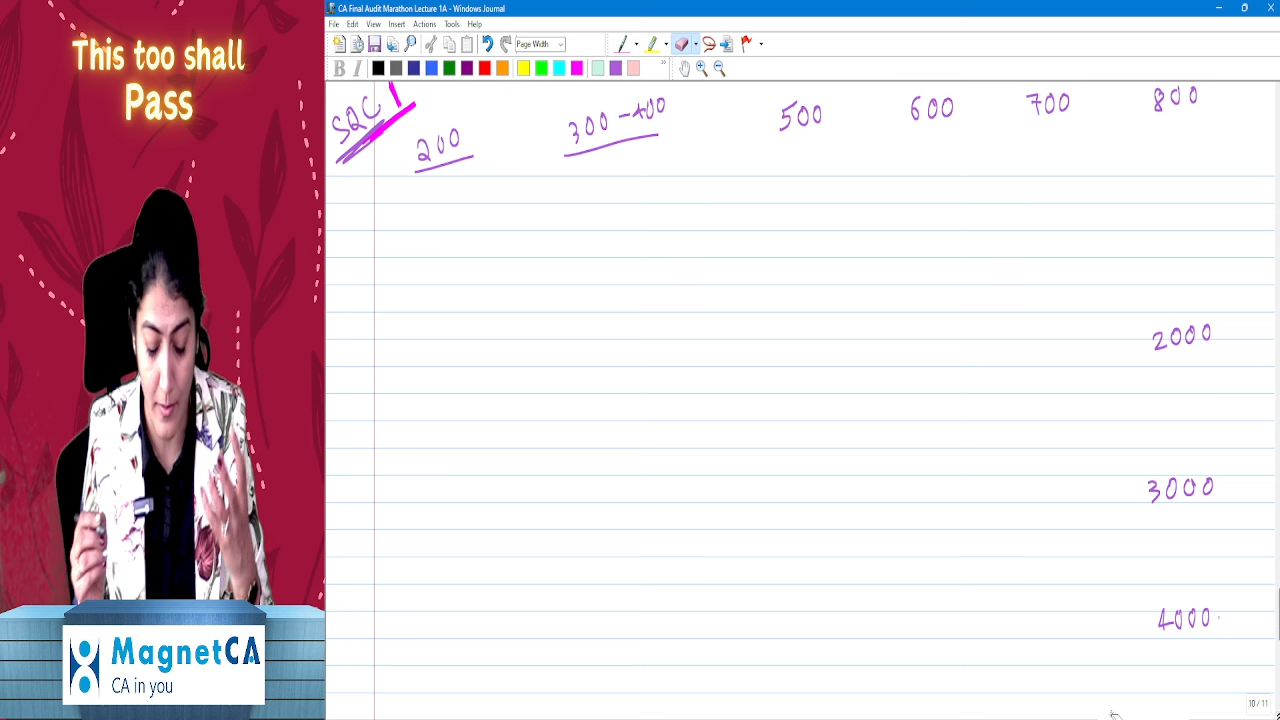 This too shall
Pass
CA Final Audit Marathon Lecture 1A - Windows Journal
File Edit View Insert Actions Tools Help
Page Width
B I
SQC 1
200 300-400 500 600 700 800
2000
3000
4000
10 / 11
MagnetCA
CA in you